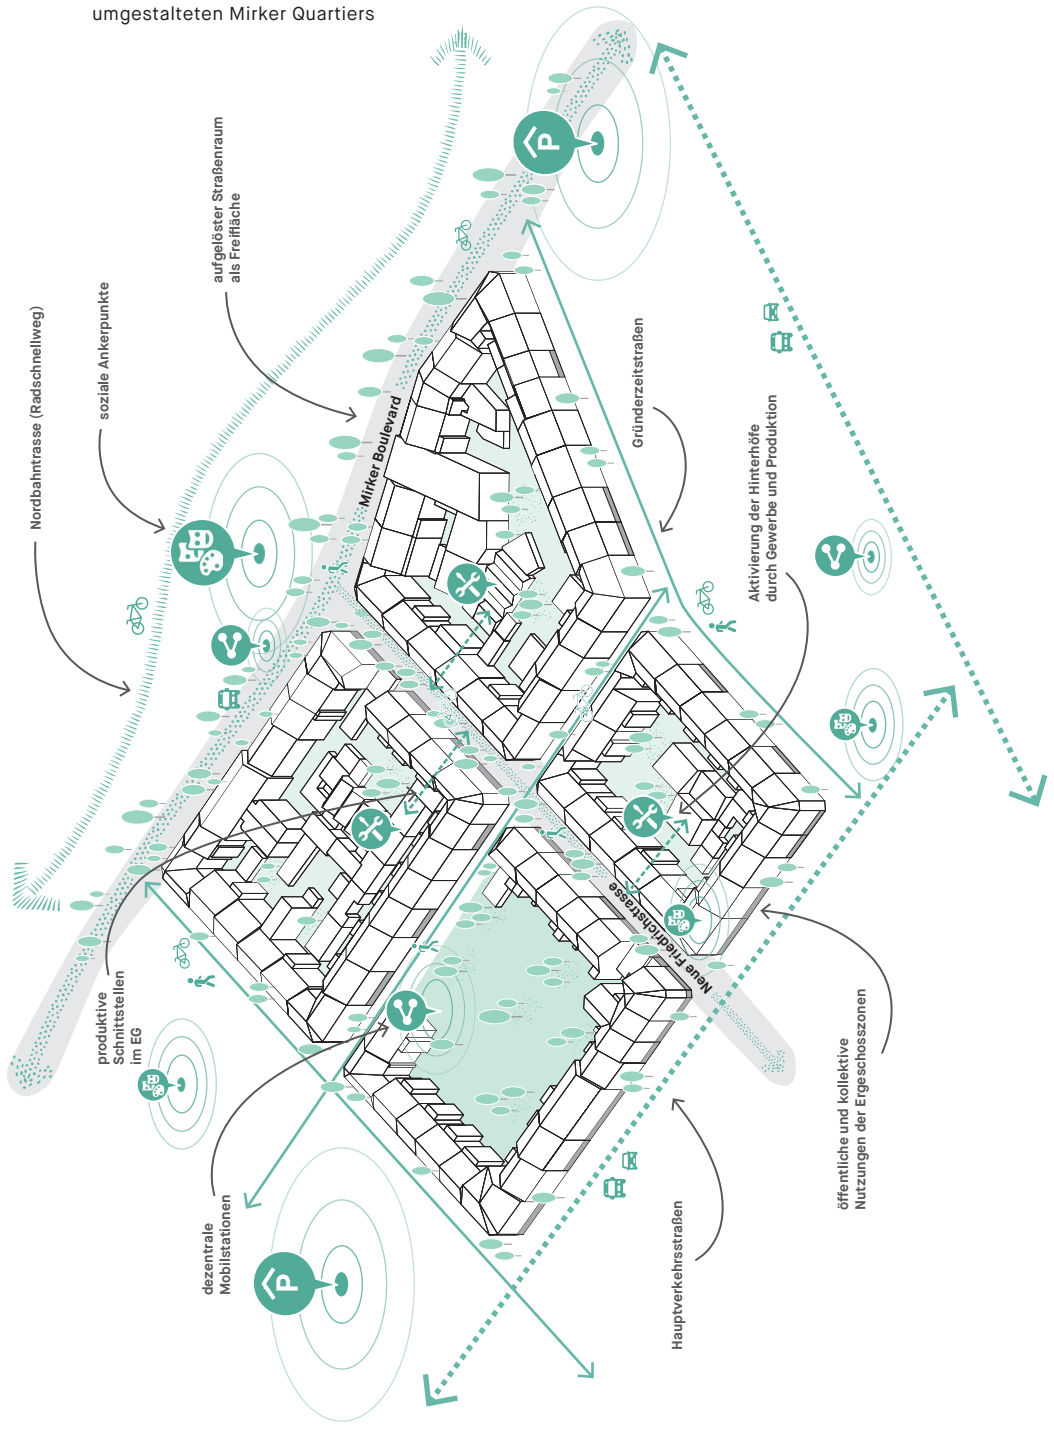 umgestalteten Mirker Quartiers
Nordbahntrasse (Radschnellweg)
soziale Ankerpunkte
aufgelöster Straßenraum
als Freifläche
Mirker Boulevard
Gründerzeitstraßen
Aktivierung der Hinterhöfe
durch Gewerbe und Produktion
produktive
Schnittstellen
im EG
dezentrale
Mobilstationen
Neue Friedrichstrasse
Hauptverkehrsstraßen
öffentliche und kollektive
Nutzungen der Ergeschosszonen
P
P